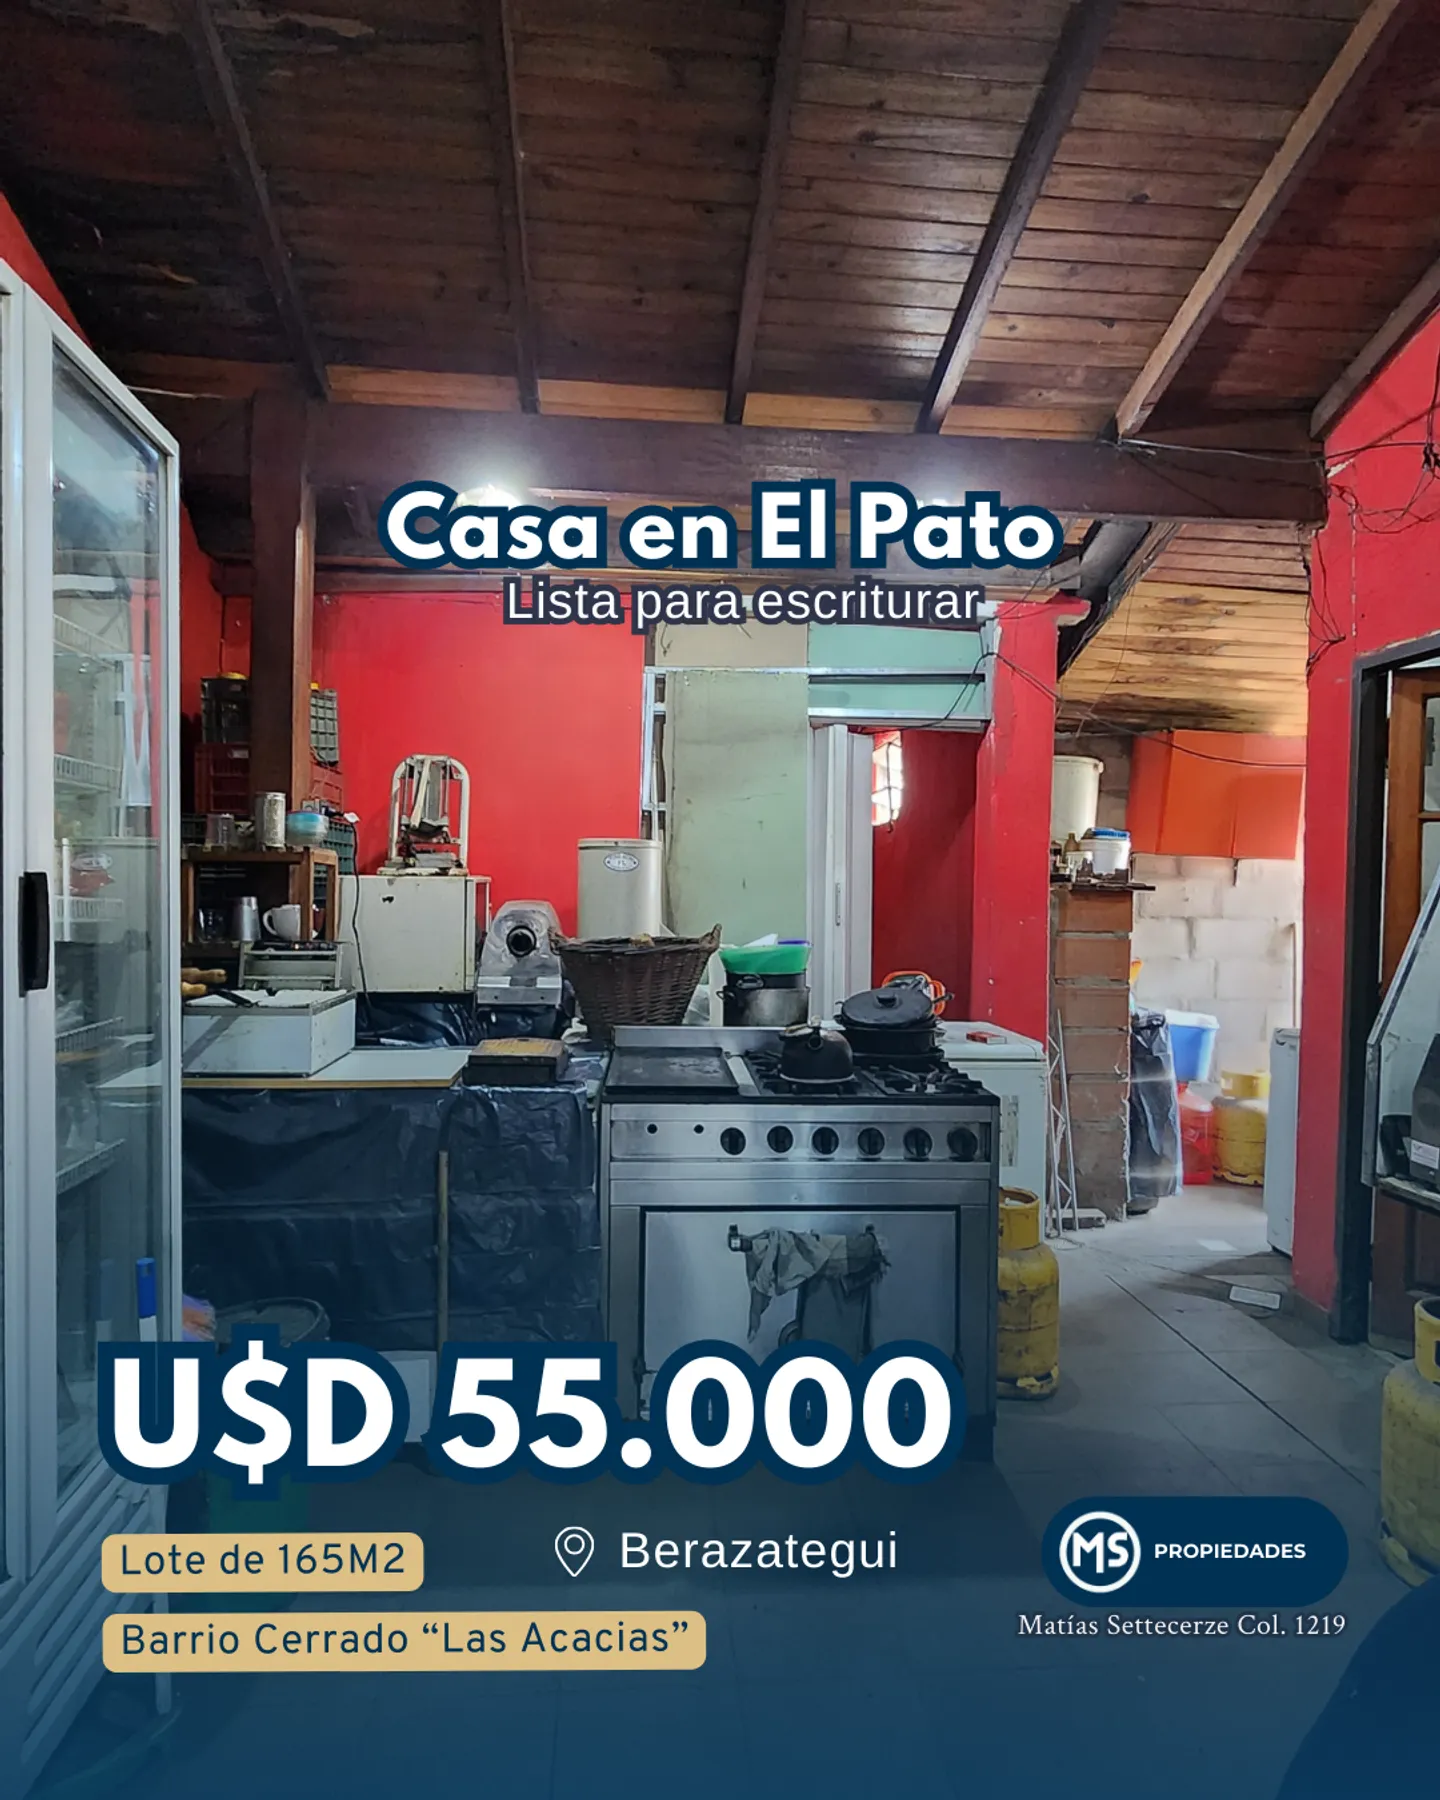 Casa en El Pato
Lista para escriturar
U$D 55.000
Lote de 165M2
Berazategui
Barrio Cerrado “Las Acacias”
MS PROPIEDADES
Matías Settecerze Col. 1219